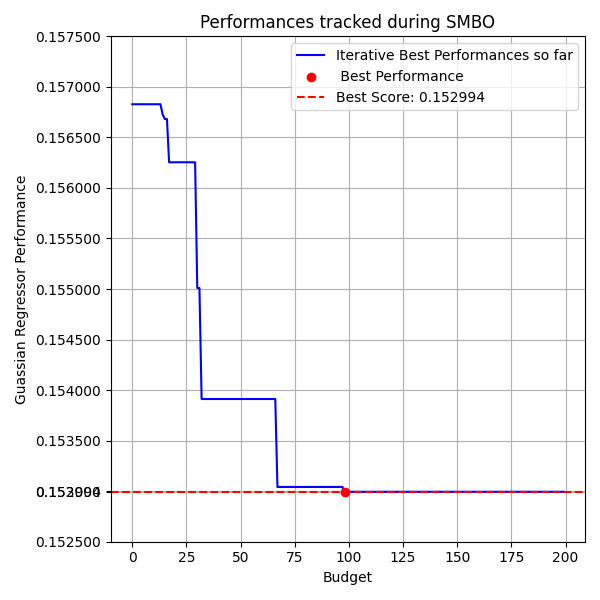 Performances tracked during SMBO
Iterative Best Performances so far
Best Performance
Best Score: 0.152994
Guassian Regressor Performance
0.157500
0.157000
0.156500
0.156000
0.155500
0.155000
0.154500
0.154000
0.153500
0.153000
0.152994
0.152500
0 25 50 75 100 125 150 175 200
Budget